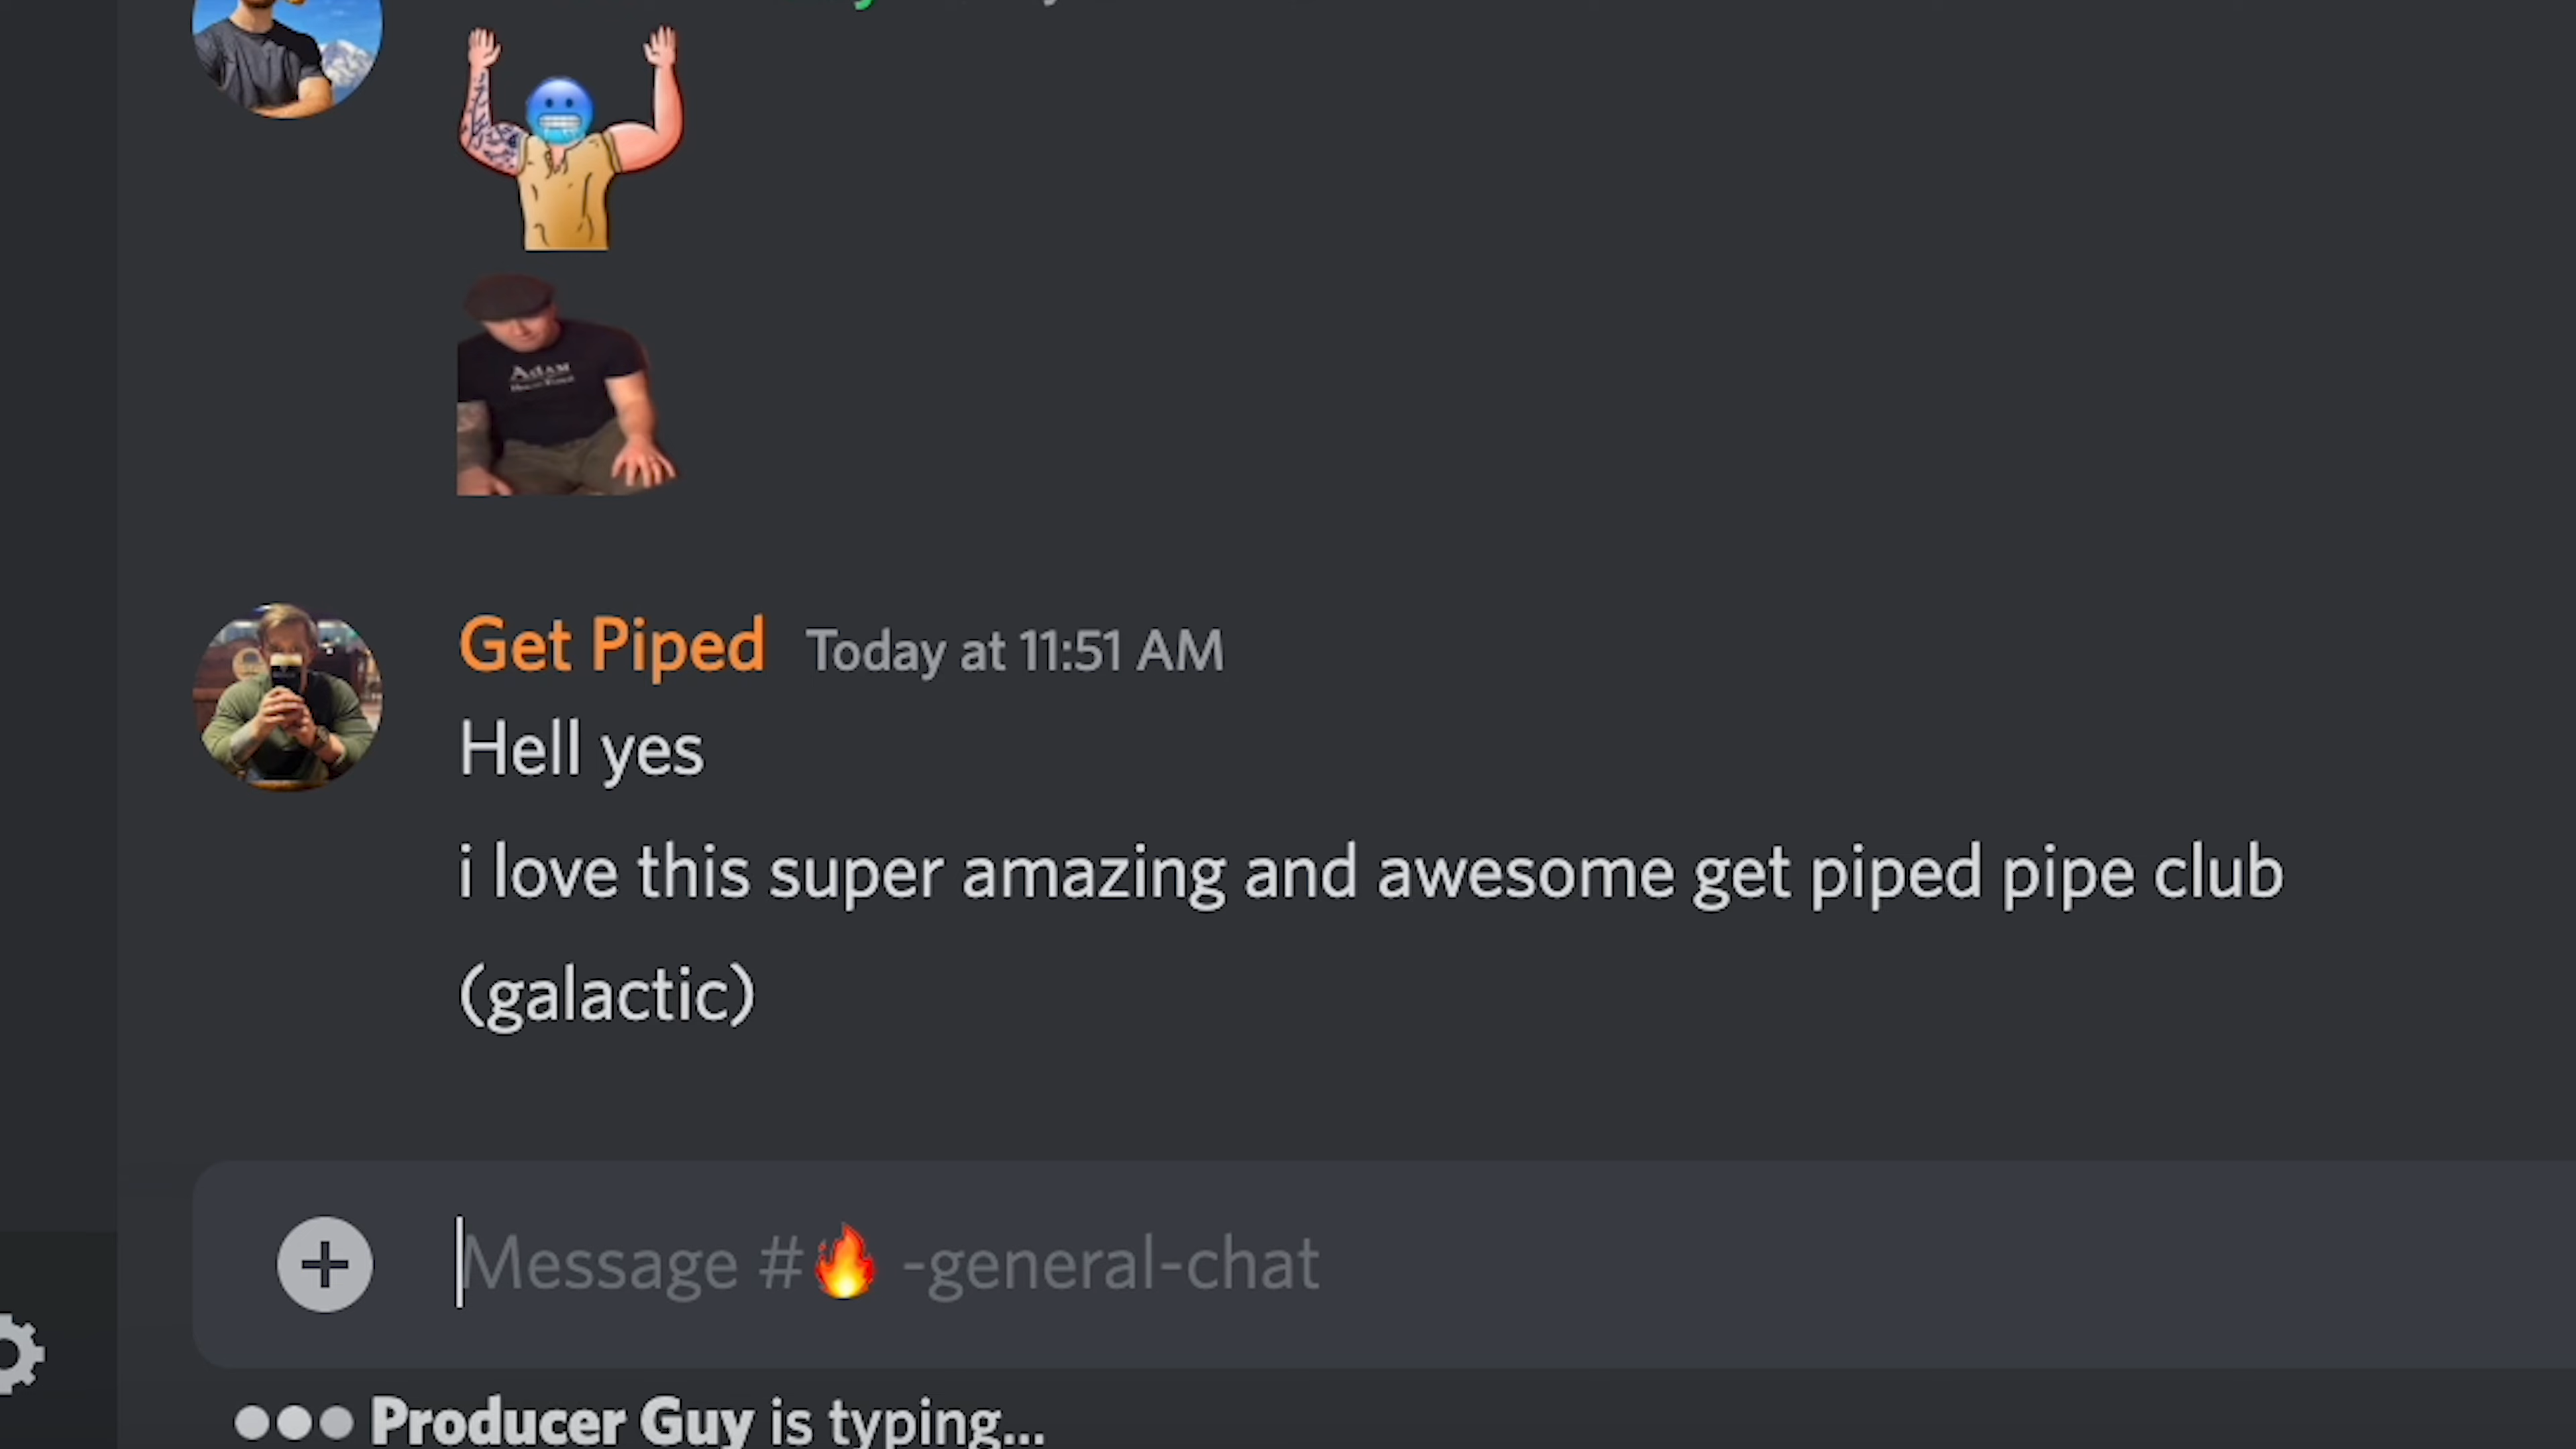 Adam
Get Piped Today at 11:51 AM
Hell yes
i love this super amazing and awesome get piped pipe club
(galactic)
Message #🔥 -general-chat
Producer Guy is typing...